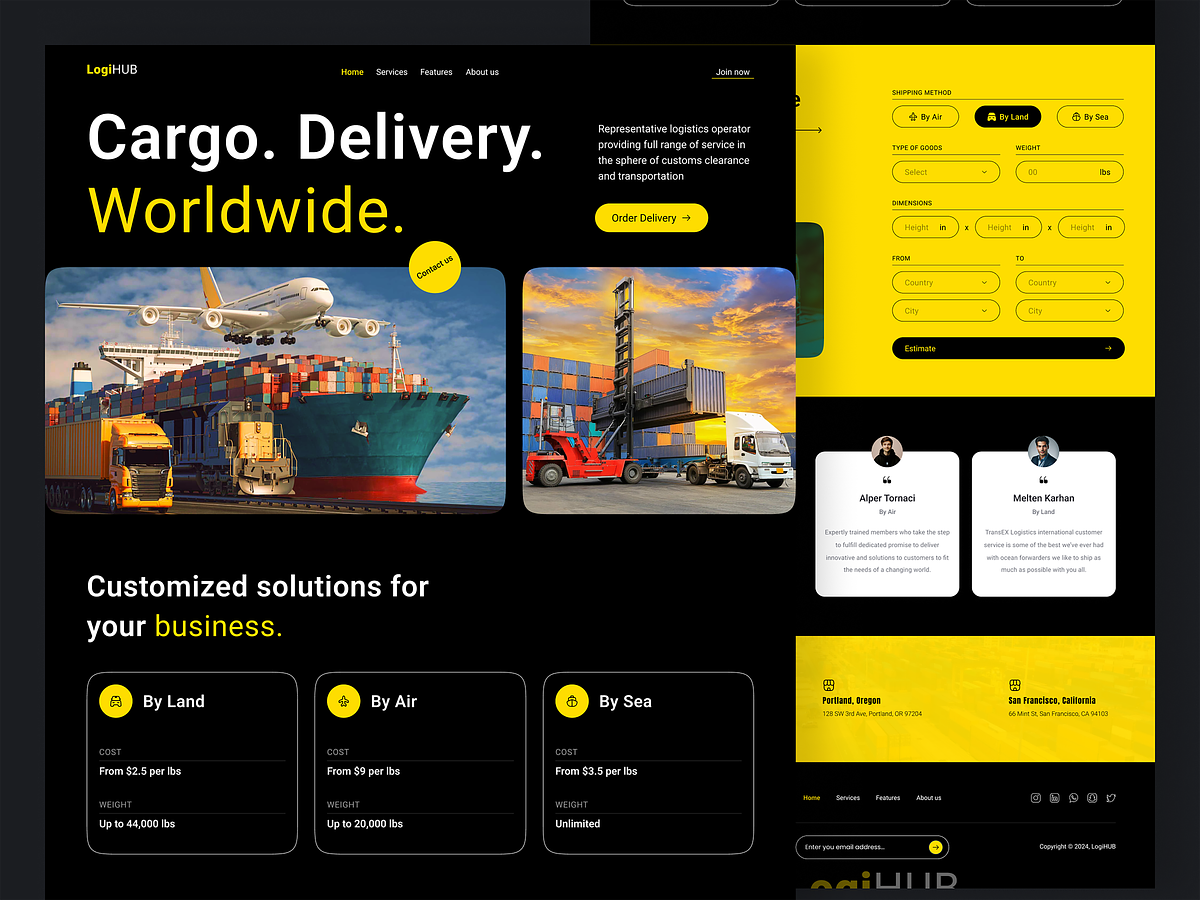 LogiHUB
Home Services Features About us
Join now
Cargo. Delivery.
Worldwide.
Representative logistics operator
providing full range of service in
the sphere of customs clearance
and transportation
Order Delivery
Contact us
Customized solutions for
your business.
By Land
COST
From $2.5 per lbs
WEIGHT
Up to 44,000 lbs
By Air
COST
From $9 per lbs
WEIGHT
Up to 20,000 lbs
By Sea
COST
From $3.5 per lbs
WEIGHT
Unlimited
SHIPPING METHOD
By Air By Land By Sea
TYPE OF GOODS WEIGHT
Select 00 lbs
DIMENSIONS
Height in x Height in x Height in
FROM TO
Country Country
City City
Estimate
Alper Tornaci
By Air
Expertly trained members who take the step
to fulfill dedicated promise to deliver
innovative and solutions to customers to fit
the needs of a changing world.
Melten Karhan
By Land
TransEX Logistics international customer
service is some of the best we've ever had
with ocean forwarders we like to ship as
much as possible with you all.
Portland, Oregon
128 SW 3rd Ave, Portland, OR 97204
San Francisco, California
66 Mint St, San Francisco, CA 94103
Home Services Features About us
Enter you email address...
Copyright © 2024, LogiHUB
ogiHUB